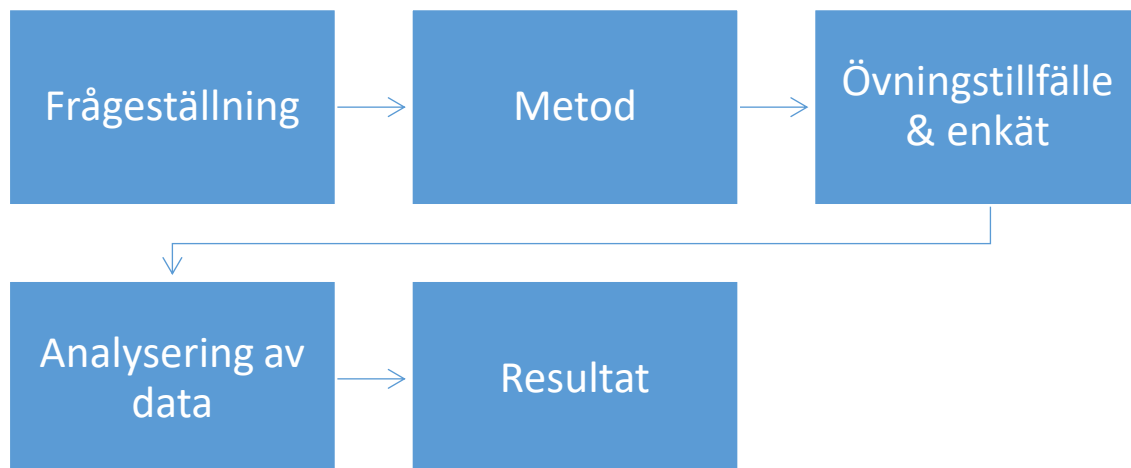 Frågeställning
Metod
Övningstillfälle
& enkät
Analysering av
data
Resultat